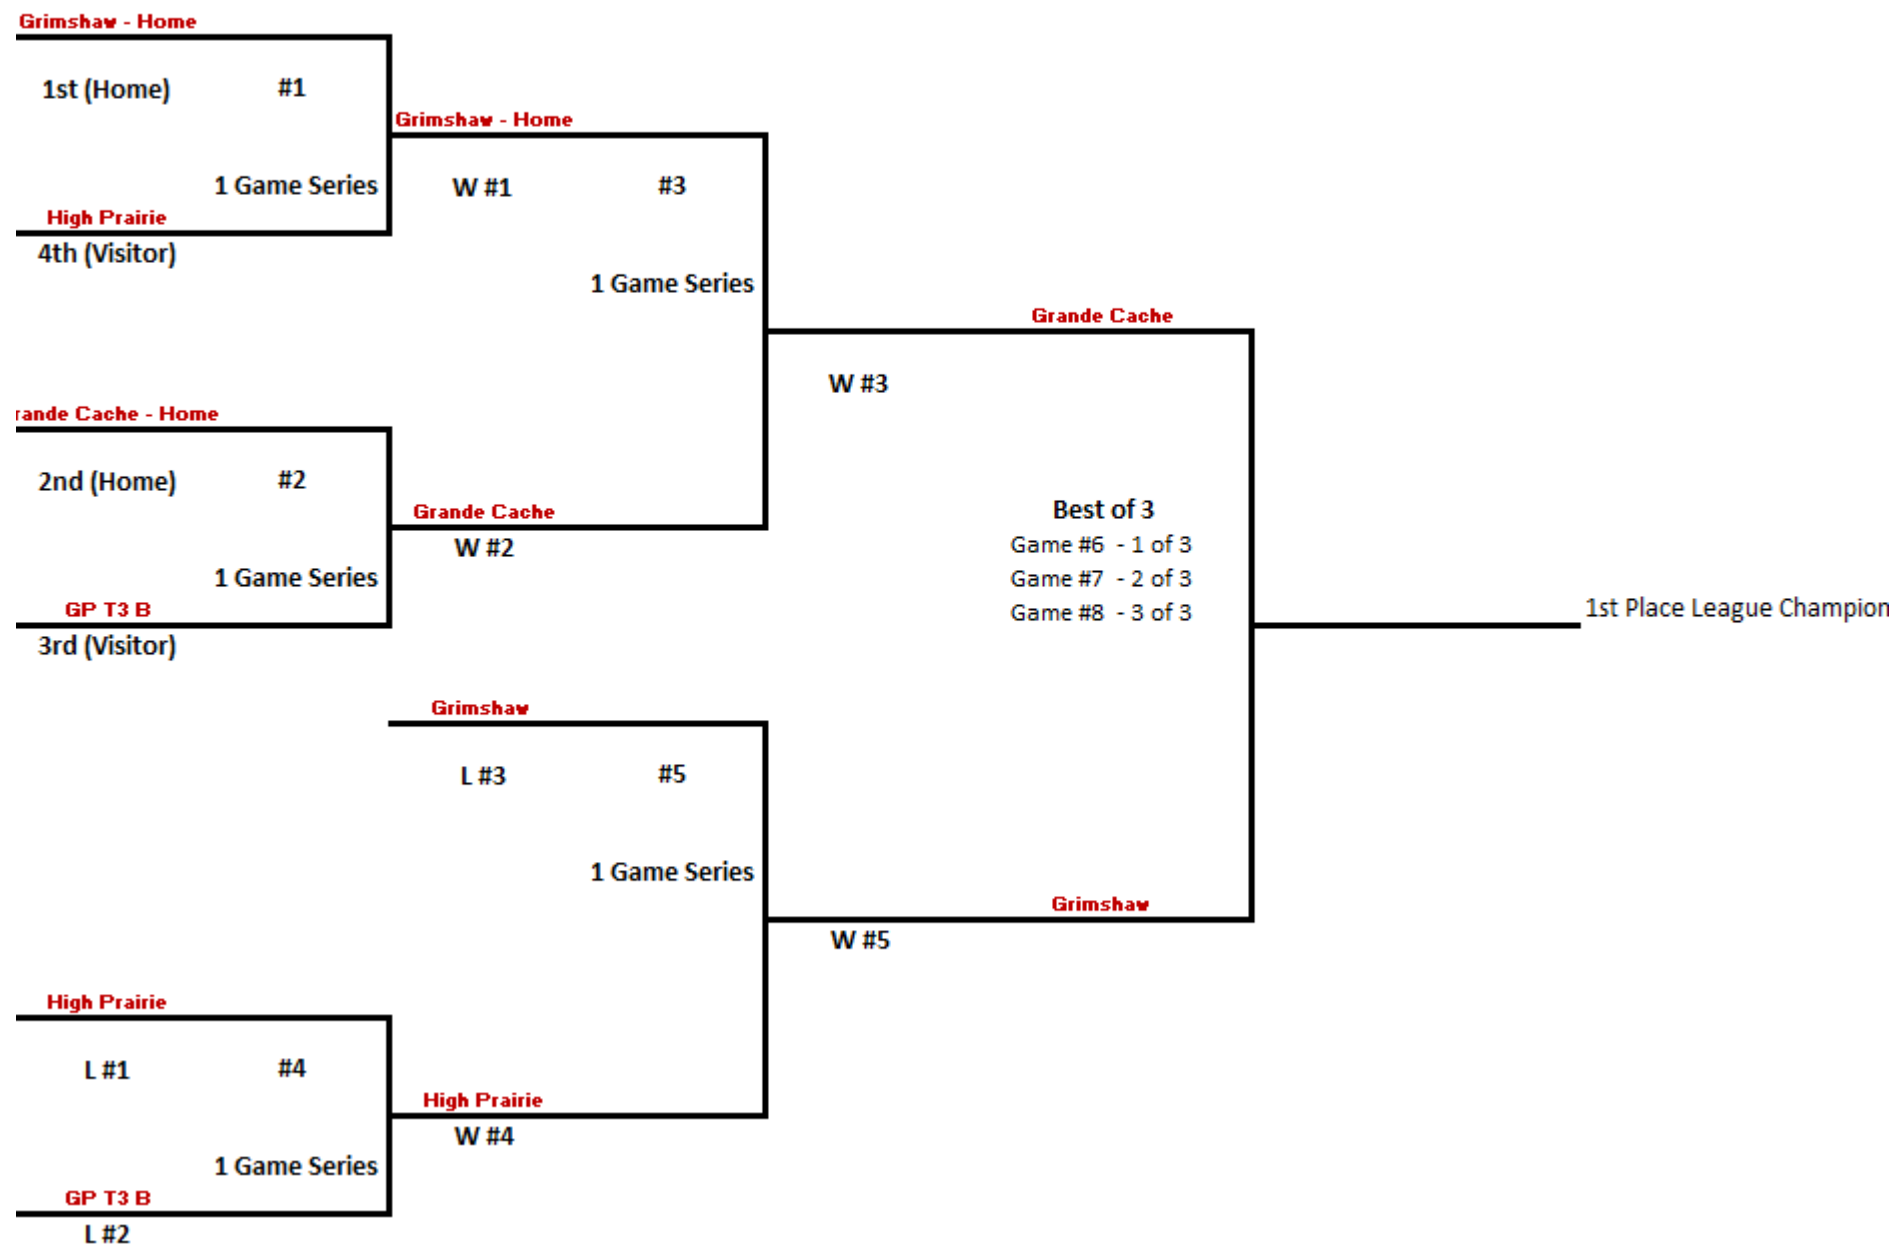 Grimshaw - Home
1st (Home) #1
Grimshaw - Home
1 Game Series
W #1 #3
High Prairie
4th (Visitor)
1 Game Series
Grande Cache
W #3
rande Cache - Home
2nd (Home) #2
Grande Cache
W #2
1 Game Series
GP T3 B
3rd (Visitor)
Best of 3
Game #6 - 1 of 3
Game #7 - 2 of 3
Game #8 - 3 of 3
1st Place League Champion
Grimshaw
L #3 #5
1 Game Series
Grimshaw
W #5
High Prairie
L #1 #4
High Prairie
W #4
1 Game Series
GP T3 B
L #2